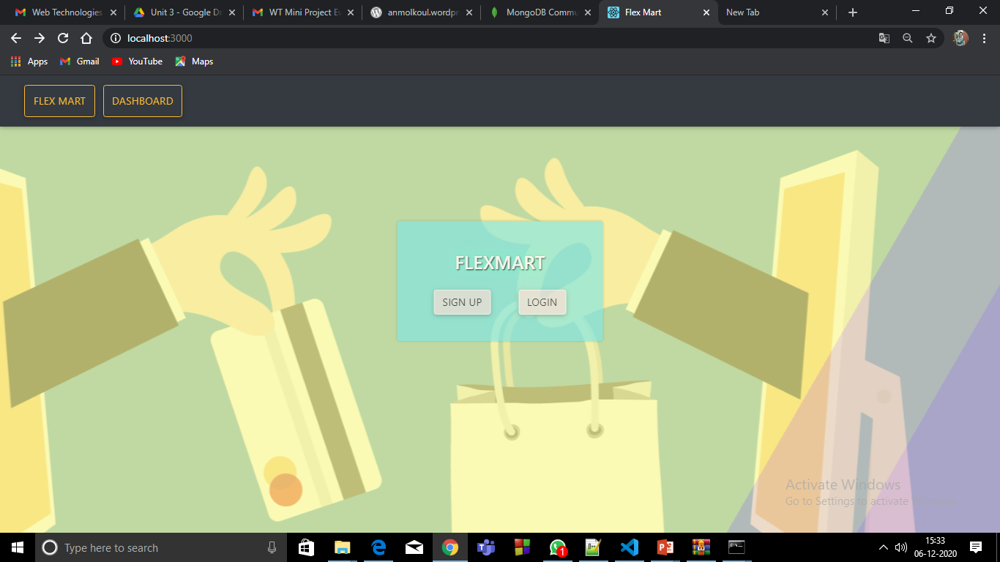 Web Technologies
Unit 3 - Google Dr
WT Mini Project Ev
anmolkoul.wordpr
MongoDB Commu
Flex Mart
New Tab
localhost:3000
Apps
Gmail
YouTube
Maps
FLEX MART
DASHBOARD
FLEXMART
SIGN UP
LOGIN
Activate Windows
Go to Settings to activate
Type here to search
1
15:33
06-12-2020